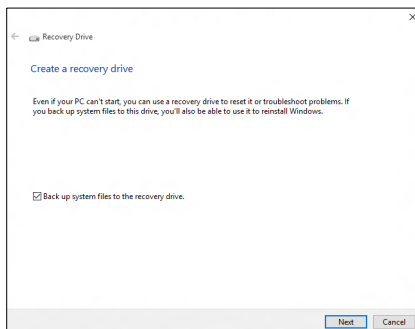 Recovery Drive
Create a recovery drive
Even if your PC can't start, you can use a recovery drive to reset it or troubleshoot problems. If
you back up system files to this drive, you'll also be able to use it to reinstall Windows.
Back up system files to the recovery drive.
Next Cancel